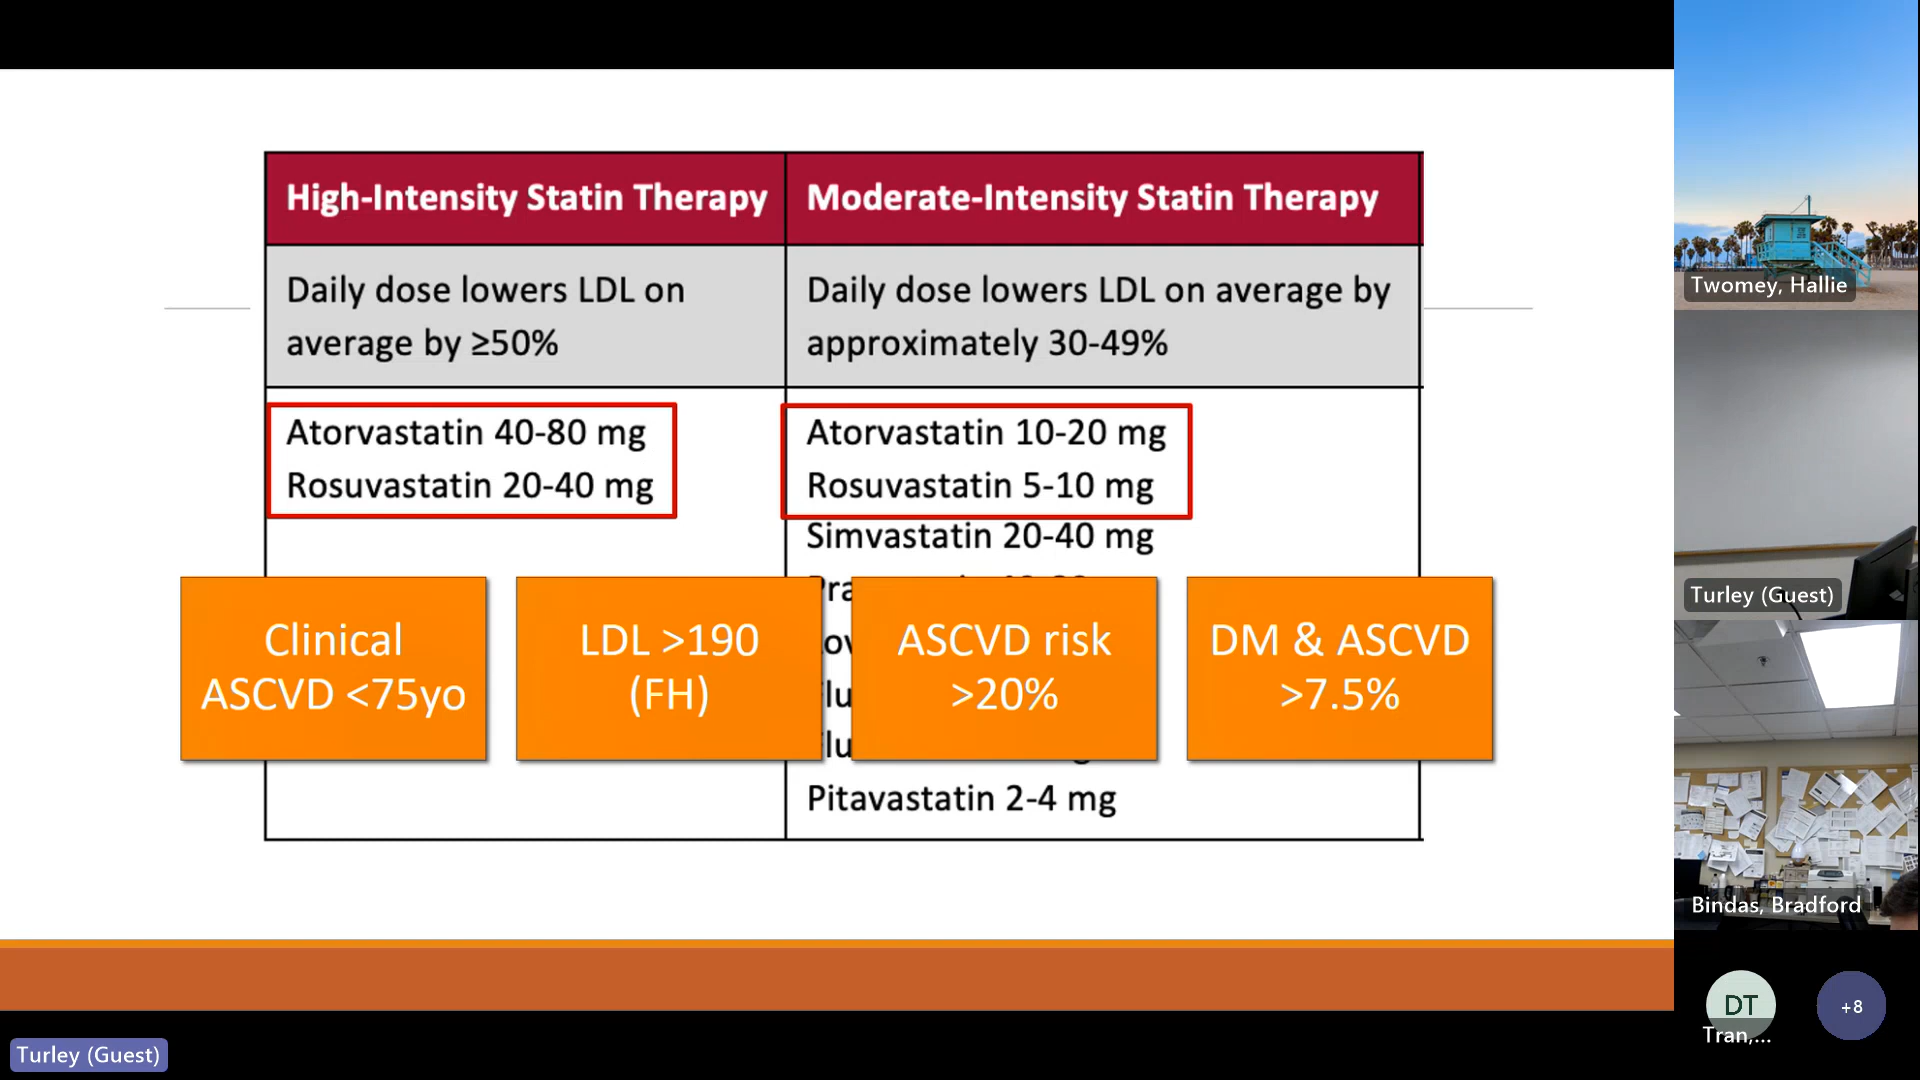 High-Intensity Statin Therapy
Moderate-Intensity Statin Therapy
Daily dose lowers LDL on
average by ≥50%
Daily dose lowers LDL on average by
approximately 30-49%
Atorvastatin 40-80 mg
Rosuvastatin 20-40 mg
Atorvastatin 10-20 mg
Rosuvastatin 5-10 mg
Simvastatin 20-40 mg
Clinical
ASCVD <75yo
LDL >190
(FH)
ASCVD risk
>20%
DM & ASCVD
>7.5%
Pitavastatin 2-4 mg
Twomey, Hallie
Turley (Guest)
Bindas, Bradford
DT
Tran,...
+8
Turley (Guest)